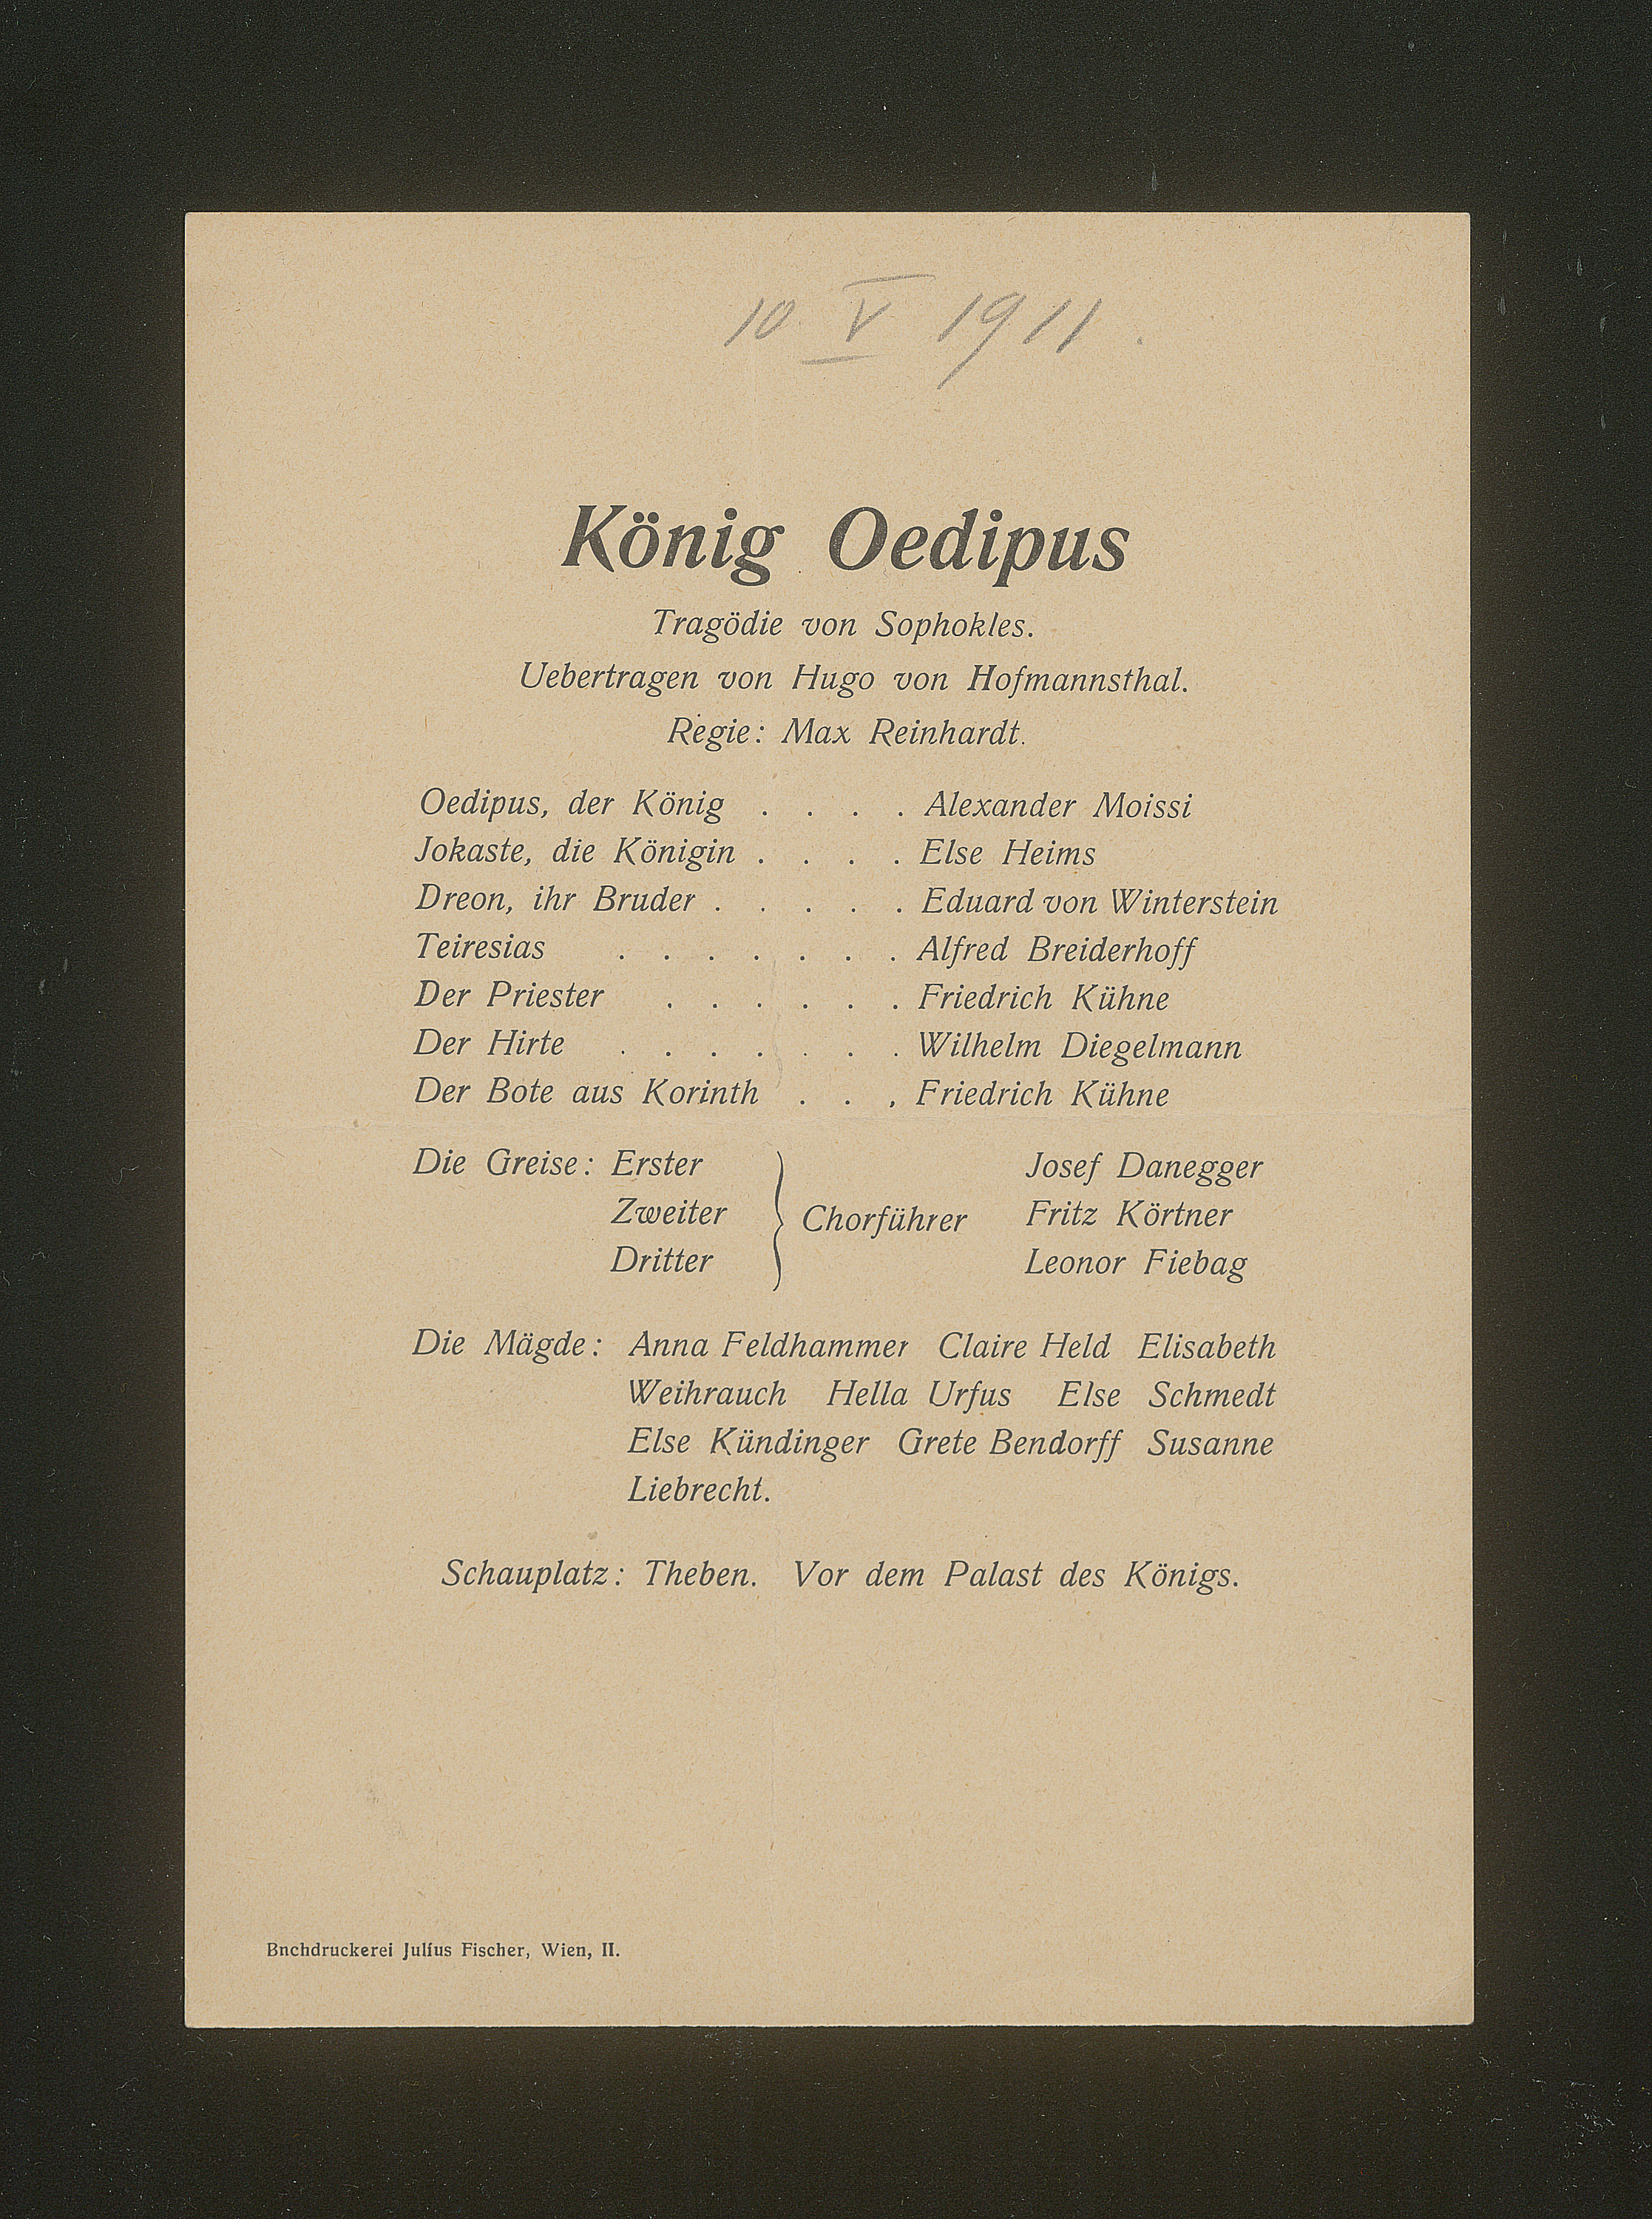 10. V 1911.
König Oedipus
Tragödie von Sophokles.
Uebertragen von Hugo von Hofmannsthal.
Regie: Max Reinhardt.
Oedipus, der König . . . . Alexander Moissi
Jokaste, die Königin . . . . Else Heims
Dreon, ihr Bruder . . . . . Eduard von Winterstein
Teiresias . . . . . . . Alfred Breiderhoff
Der Priester . . . . . . Friedrich Kühne
Der Hirte . . . . . . . Wilhelm Diegelmann
Der Bote aus Korinth . . . Friedrich Kühne
Die Greise: Erster Josef Danegger
Zweiter } Chorführer Fritz Körtner
Dritter Leonor Fiebag
Die Mägde: Anna Feldhammer Claire Held Elisabeth
Weihrauch Hella Urfus Else Schmedt
Else Kündinger Grete Bendorff Susanne
Liebrecht.
Schauplatz: Theben. Vor dem Palast des Königs.
Bnchdruckerei Julius Fischer, Wien, II.